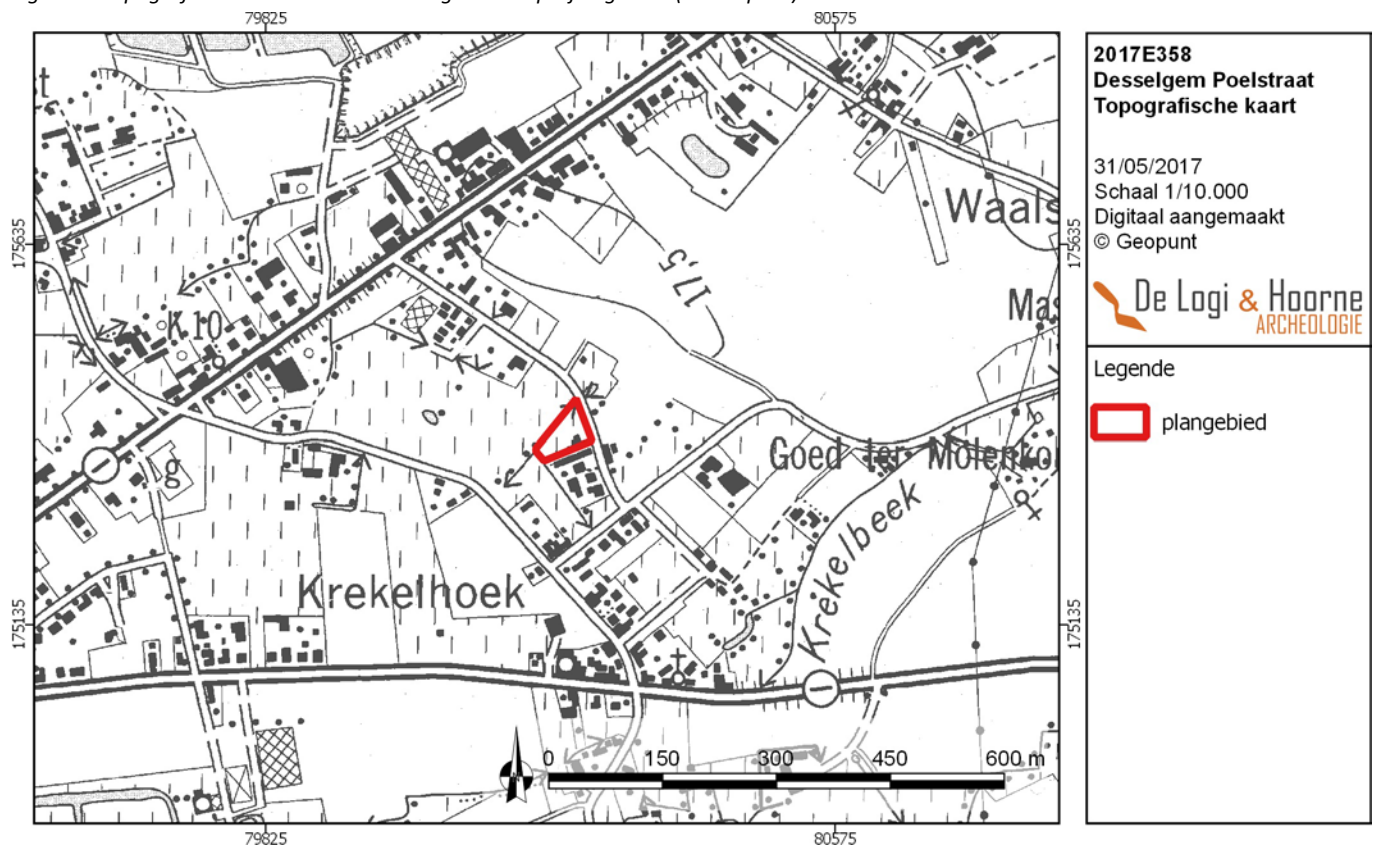 79825
80575
175635
175635
Waals
17,5
Mas
K 10
g
Goed ter Molenko
Krekelbeek
Krekelhoek
175135
175135
0 150 300 450 600 m
79825
80575
2017E358
Desselgem Poelstraat
Topografische kaart
31/05/2017
Schaal 1/10.000
Digitaal aangemaakt
© Geopunt
De Logi & Hoorne
ARCHEOLOGIE
Legende
plangebied